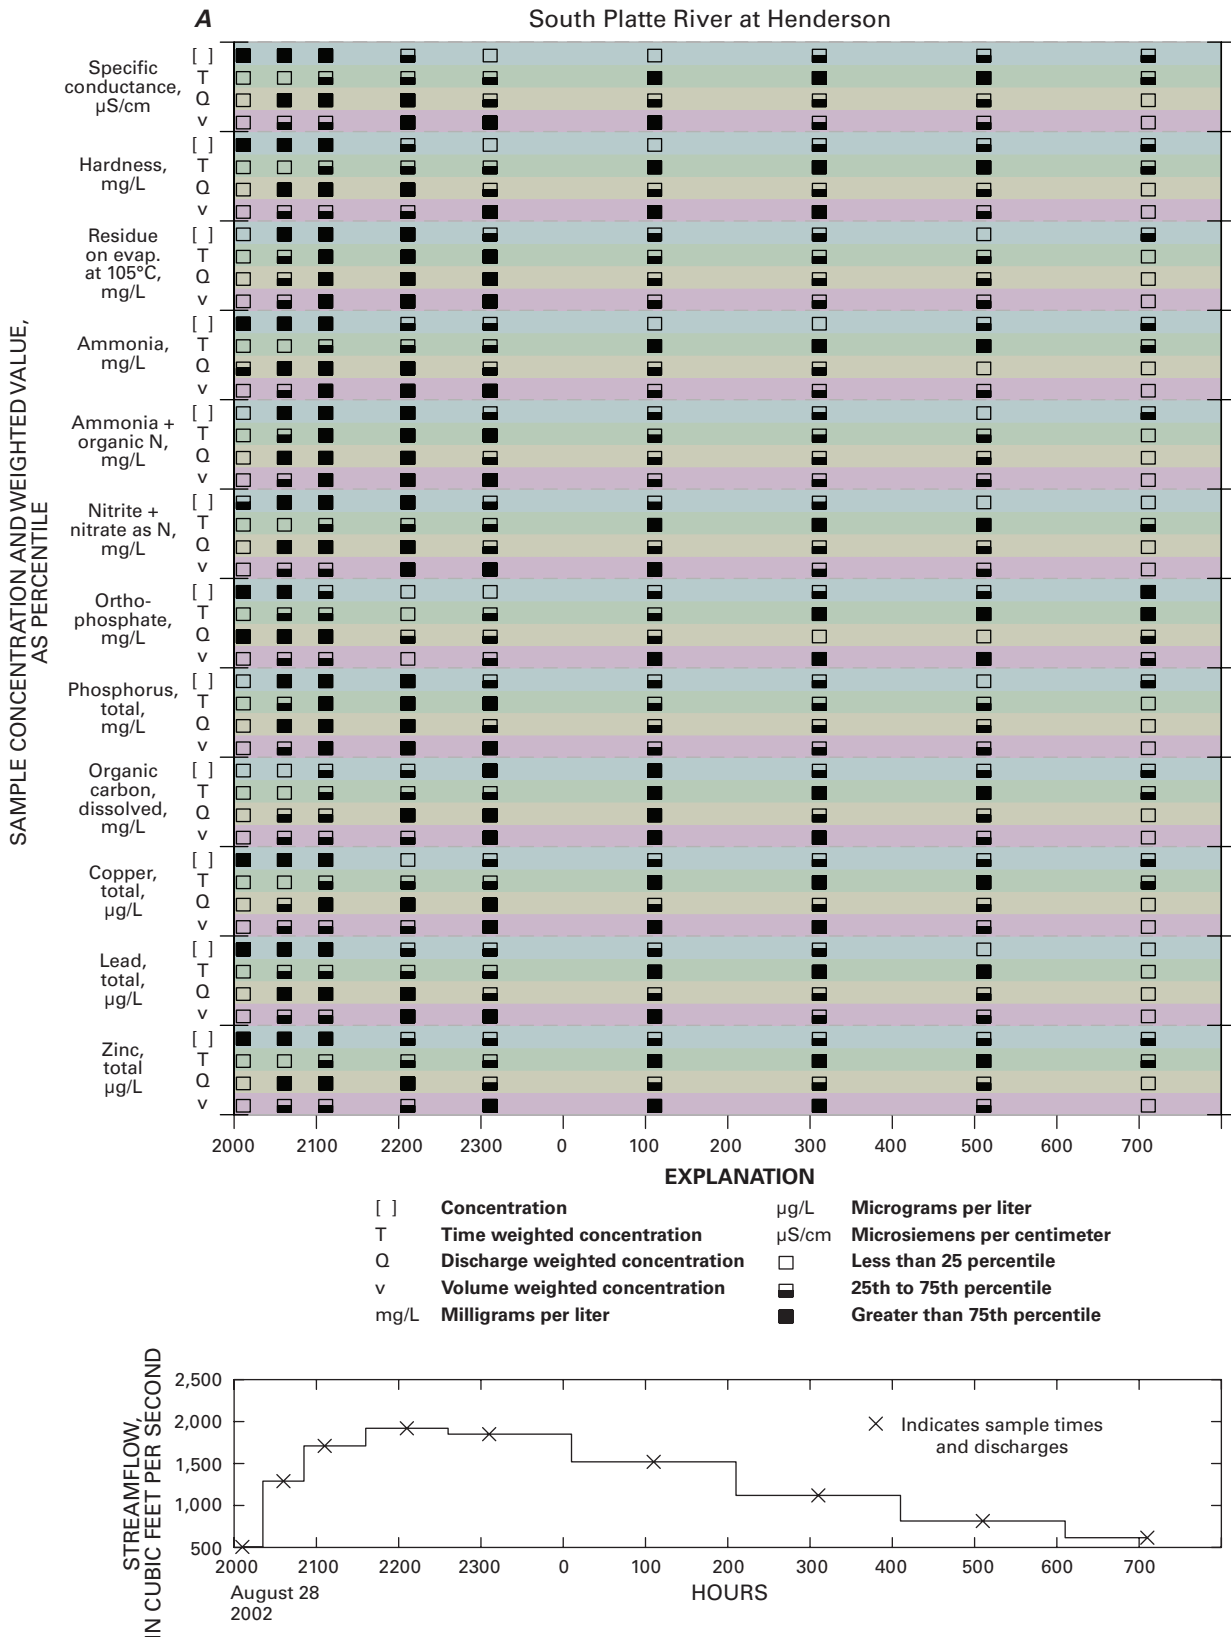 A South Platte River at Henderson
SAMPLE CONCENTRATION AND WEIGHTED VALUE,
AS PERCENTILE
Specific
conductance,
µS/cm
[ ]
T
Q
v
Hardness,
mg/L
[ ]
T
Q
v
Residue
on evap.
at 105°C,
mg/L
[ ]
T
Q
v
Ammonia,
mg/L
[ ]
T
Q
v
Ammonia +
organic N,
mg/L
[ ]
T
Q
v
Nitrite +
nitrate as N,
mg/L
[ ]
T
Q
v
Ortho-
phosphate,
mg/L
[ ]
T
Q
v
Phosphorus,
total,
mg/L
[ ]
T
Q
v
Organic
carbon,
dissolved,
mg/L
[ ]
T
Q
v
Copper,
total,
µg/L
[ ]
T
Q
v
Lead,
total,
µg/L
[ ]
T
Q
v
Zinc,
total
µg/L
[ ]
T
Q
v
2000 2100 2200 2300 0 100 200 300 400 500 600 700
EXPLANATION
[ ] Concentration
T Time weighted concentration
Q Discharge weighted concentration
v Volume weighted concentration
mg/L Milligrams per liter
µg/L Micrograms per liter
µS/cm Microsiemens per centimeter
Less than 25 percentile
25th to 75th percentile
Greater than 75th percentile
STREAMFLOW,
IN CUBIC FEET PER SECOND
2,500
2,000
1,500
1,000
500
Indicates sample times
and discharges
2000 2100 2200 2300 0 100 200 300 400 500 600 700
August 28
2002
HOURS